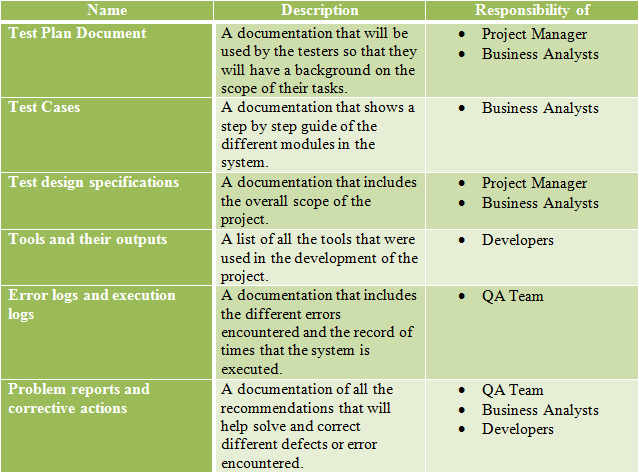 Name Description Responsibility of
Test Plan Document
A documentation that will be
used by the testers so that they
will have a background on the
scope of their tasks.
• Project Manager
• Business Analysts
Test Cases
A documentation that shows a
step by step guide of the
different modules in the
system.
• Business Analysts
Test design specifications
A documentation that includes
the overall scope of the
project.
• Project Manager
• Business Analysts
Tools and their outputs
A list of all the tools that were
used in the development of the
project.
• Developers
Error logs and execution
logs
A documentation that includes
the different errors
encountered and the record of
times that the system is
executed.
• QA Team
Problem reports and
corrective actions
A documentation of all the
recommendations that will
help solve and correct
different defects or error
encountered.
• QA Team
• Business Analysts
• Developers